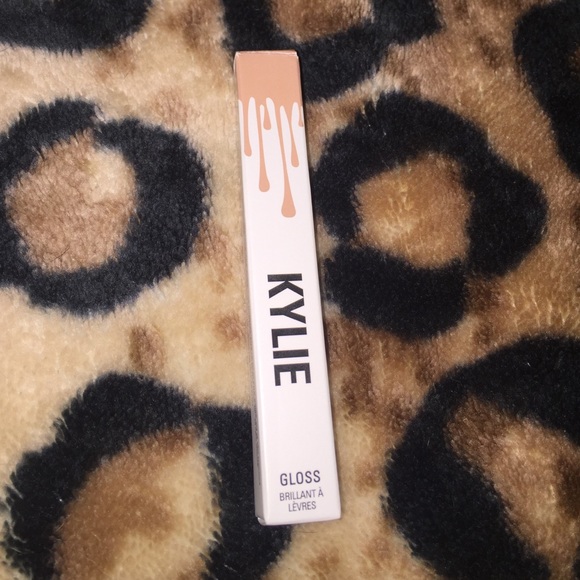 KYLIE
GLOSS
BRILLANT À
LÈVRES